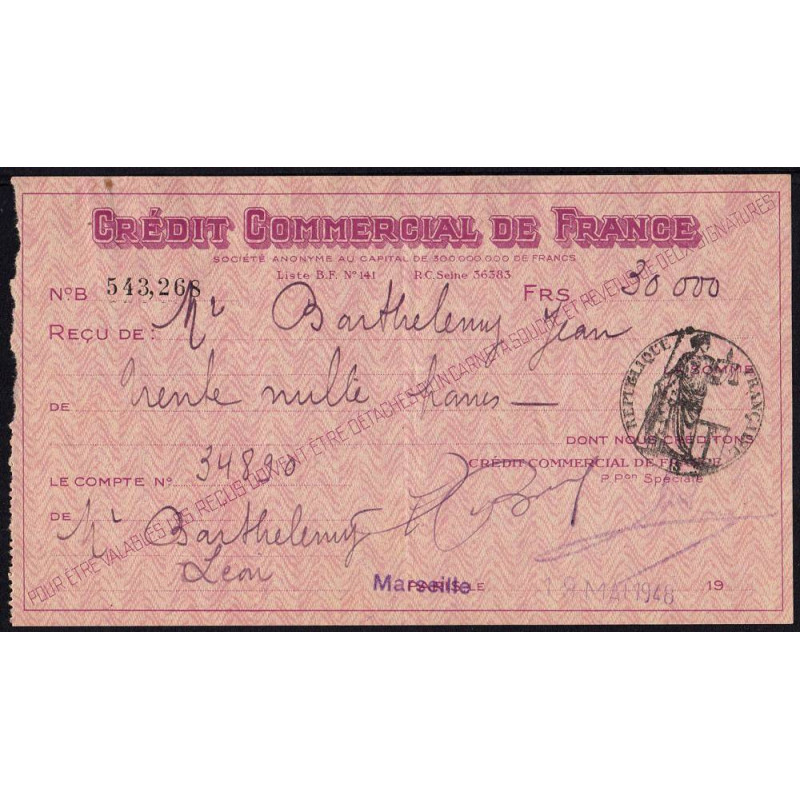 CRÉDIT COMMERCIAL DE FRANCE
SOCIÉTÉ ANONYME AU CAPITAL DE 300.000.000 DE FRANCS
Liste B.F. N° 141 R.C. Seine 36383
N° B 543,268 FRS 30 000
REÇU DE: Mr Barthelemy Jean
SOMME
DE trente mille francs
DONT NOUS CRÉDITONS
LE COMPTE N° 34890
CRÉDIT COMMERCIAL DE FRANCE
P. Pon Spéciale
DE Mr Barthelemy
Léon
Marseille PARIS, LE MAI 1948 19
POUR ÊTRE VALABLES LES REÇUS DOIVENT ÊTRE DÉTACHÉS D'UN CARNET À SOUCHE ET REVÊTUS DE DEUX SIGNATURES
RÉPUBLIQUE FRANÇAISE